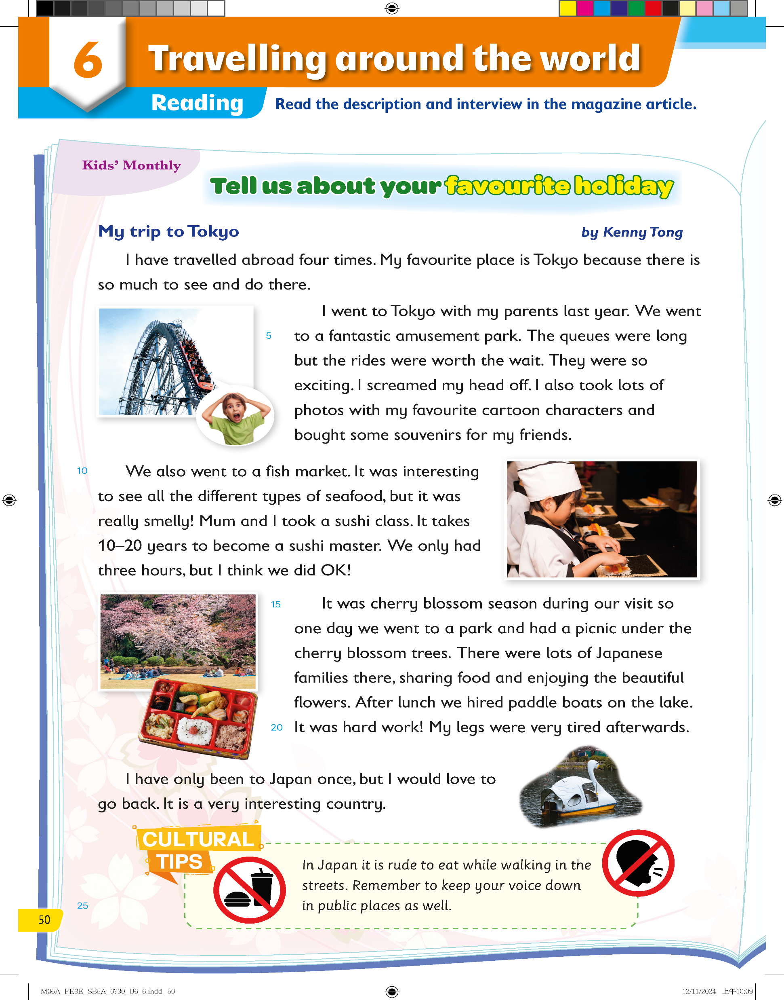 6
Travelling around the world
Reading
Read the description and interview in the magazine article.
Kids' Monthly
Tell us about your favourite holiday
My trip to Tokyo
by Kenny Tong
I have travelled abroad four times. My favourite place is Tokyo because there is
so much to see and do there.
I went to Tokyo with my parents last year. We went
5 to a fantastic amusement park. The queues were long
but the rides were worth the wait. They were so
exciting. I screamed my head off. I also took lots of
photos with my favourite cartoon characters and
bought some souvenirs for my friends.
10 We also went to a fish market. It was interesting
to see all the different types of seafood, but it was
really smelly! Mum and I took a sushi class. It takes
10–20 years to become a sushi master. We only had
three hours, but I think we did OK!
15 It was cherry blossom season during our visit so
one day we went to a park and had a picnic under the
cherry blossom trees. There were lots of Japanese
families there, sharing food and enjoying the beautiful
flowers. After lunch we hired paddle boats on the lake.
20 It was hard work! My legs were very tired afterwards.
I have only been to Japan once, but I would love to
go back. It is a very interesting country.
CULTURAL
TIPS
In Japan it is rude to eat while walking in the
streets. Remember to keep your voice down
25 in public places as well.
50
M06A_PE3E_SB5A_0730_U6_6.indd 50
12/11/2024 上午10:09